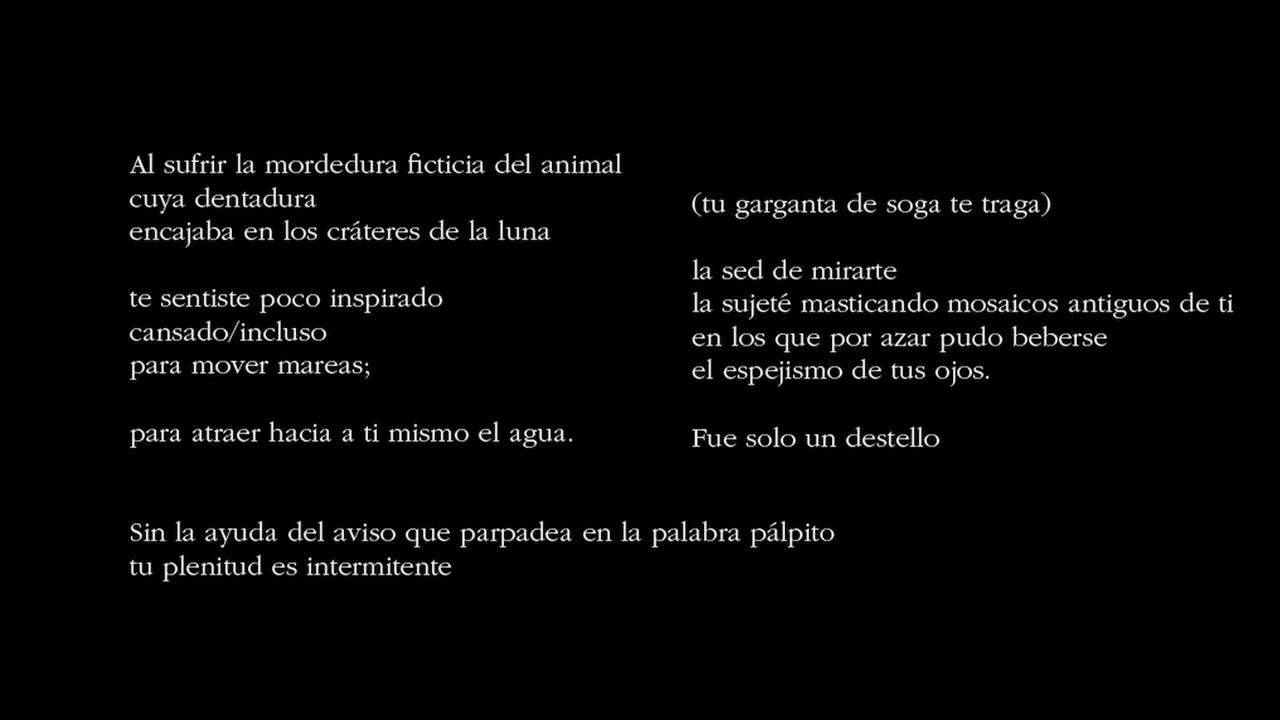 Al sufrir la mordedura ficticia del animal
cuya dentadura
encajaba en los cráteres de la luna
te sentiste poco inspirado
cansado/incluso
para mover mareas;
para atraer hacia a ti mismo el agua.
(tu garganta de soga te traga)
la sed de mirarte
la sujeté masticando mosaicos antiguos de ti
en los que por azar pudo beberse
el espejismo de tus ojos.
Fue solo un destello
Sin la ayuda del aviso que parpadea en la palabra pálpito
tu plenitud es intermitente